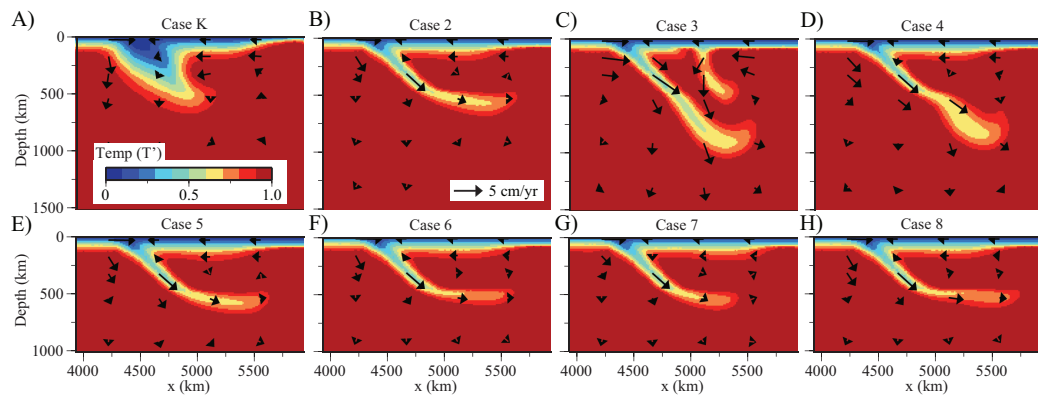 A) Case K B) Case 2 C) Case 3 D) Case 4
0
500
1000
1500
Depth (km)
Temp (T')
0 0.5 1.0
5 cm/yr
E) Case 5 F) Case 6 G) Case 7 H) Case 8
0
500
1000
Depth (km)
4000 4500 5000 5500 4000 4500 5000 5500 4000 4500 5000 5500 4000 4500 5000 5500
x (km) x (km) x (km) x (km)